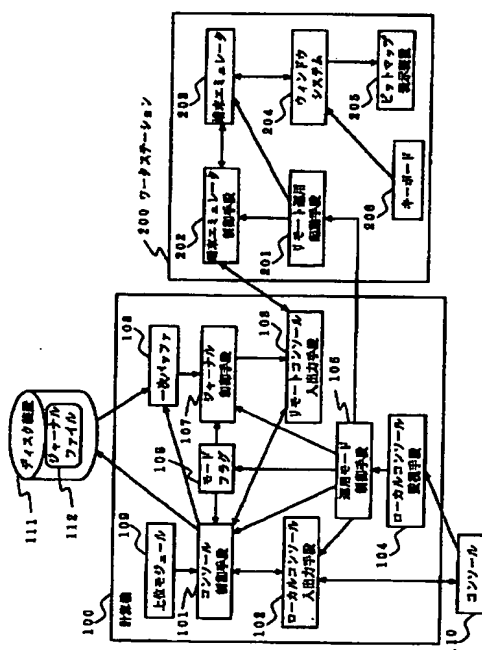 111
ディスク装置
ジャーナル
ファイル
112
100
計算機
109
上位モジュール
108
一次バッファ
101
コンソール
制御手段
106
モード
フラグ
107
ジャーナル
制御手段
102
ローカルコンソール
入出力手段
103
リモートコンソール
入出力手段
105
運用モード
制御手段
104
ローカルコンソール
監視手段
110
コンソール
200 ワークステーション
202
端末エミュレータ
制御手段
203
端末エミュレータ
201
リモート運用
起動手段
204
ウィンドウ
システム
205
ビットマップ
表示装置
206
キーボード